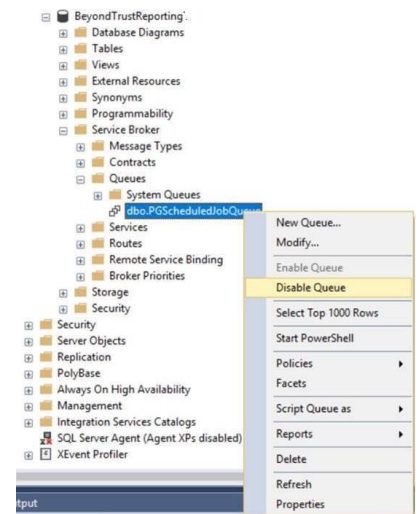 BeyondTrustReporting'.
Database Diagrams
Tables
Views
External Resources
Synonyms
Programmability
Service Broker
Message Types
Contracts
Queues
System Queues
dbo.PGScheduledJobQueue
Services
Routes
Remote Service Binding
Broker Priorities
Storage
Security
Security
Server Objects
Replication
PolyBase
Always On High Availability
Management
Integration Services Catalogs
SQL Server Agent (Agent XPs disabled)
XEvent Profiler
New Queue...
Modify...
Enable Queue
Disable Queue
Select Top 1000 Rows
Start PowerShell
Policies
Facets
Script Queue as
Reports
Delete
Refresh
Properties
tput